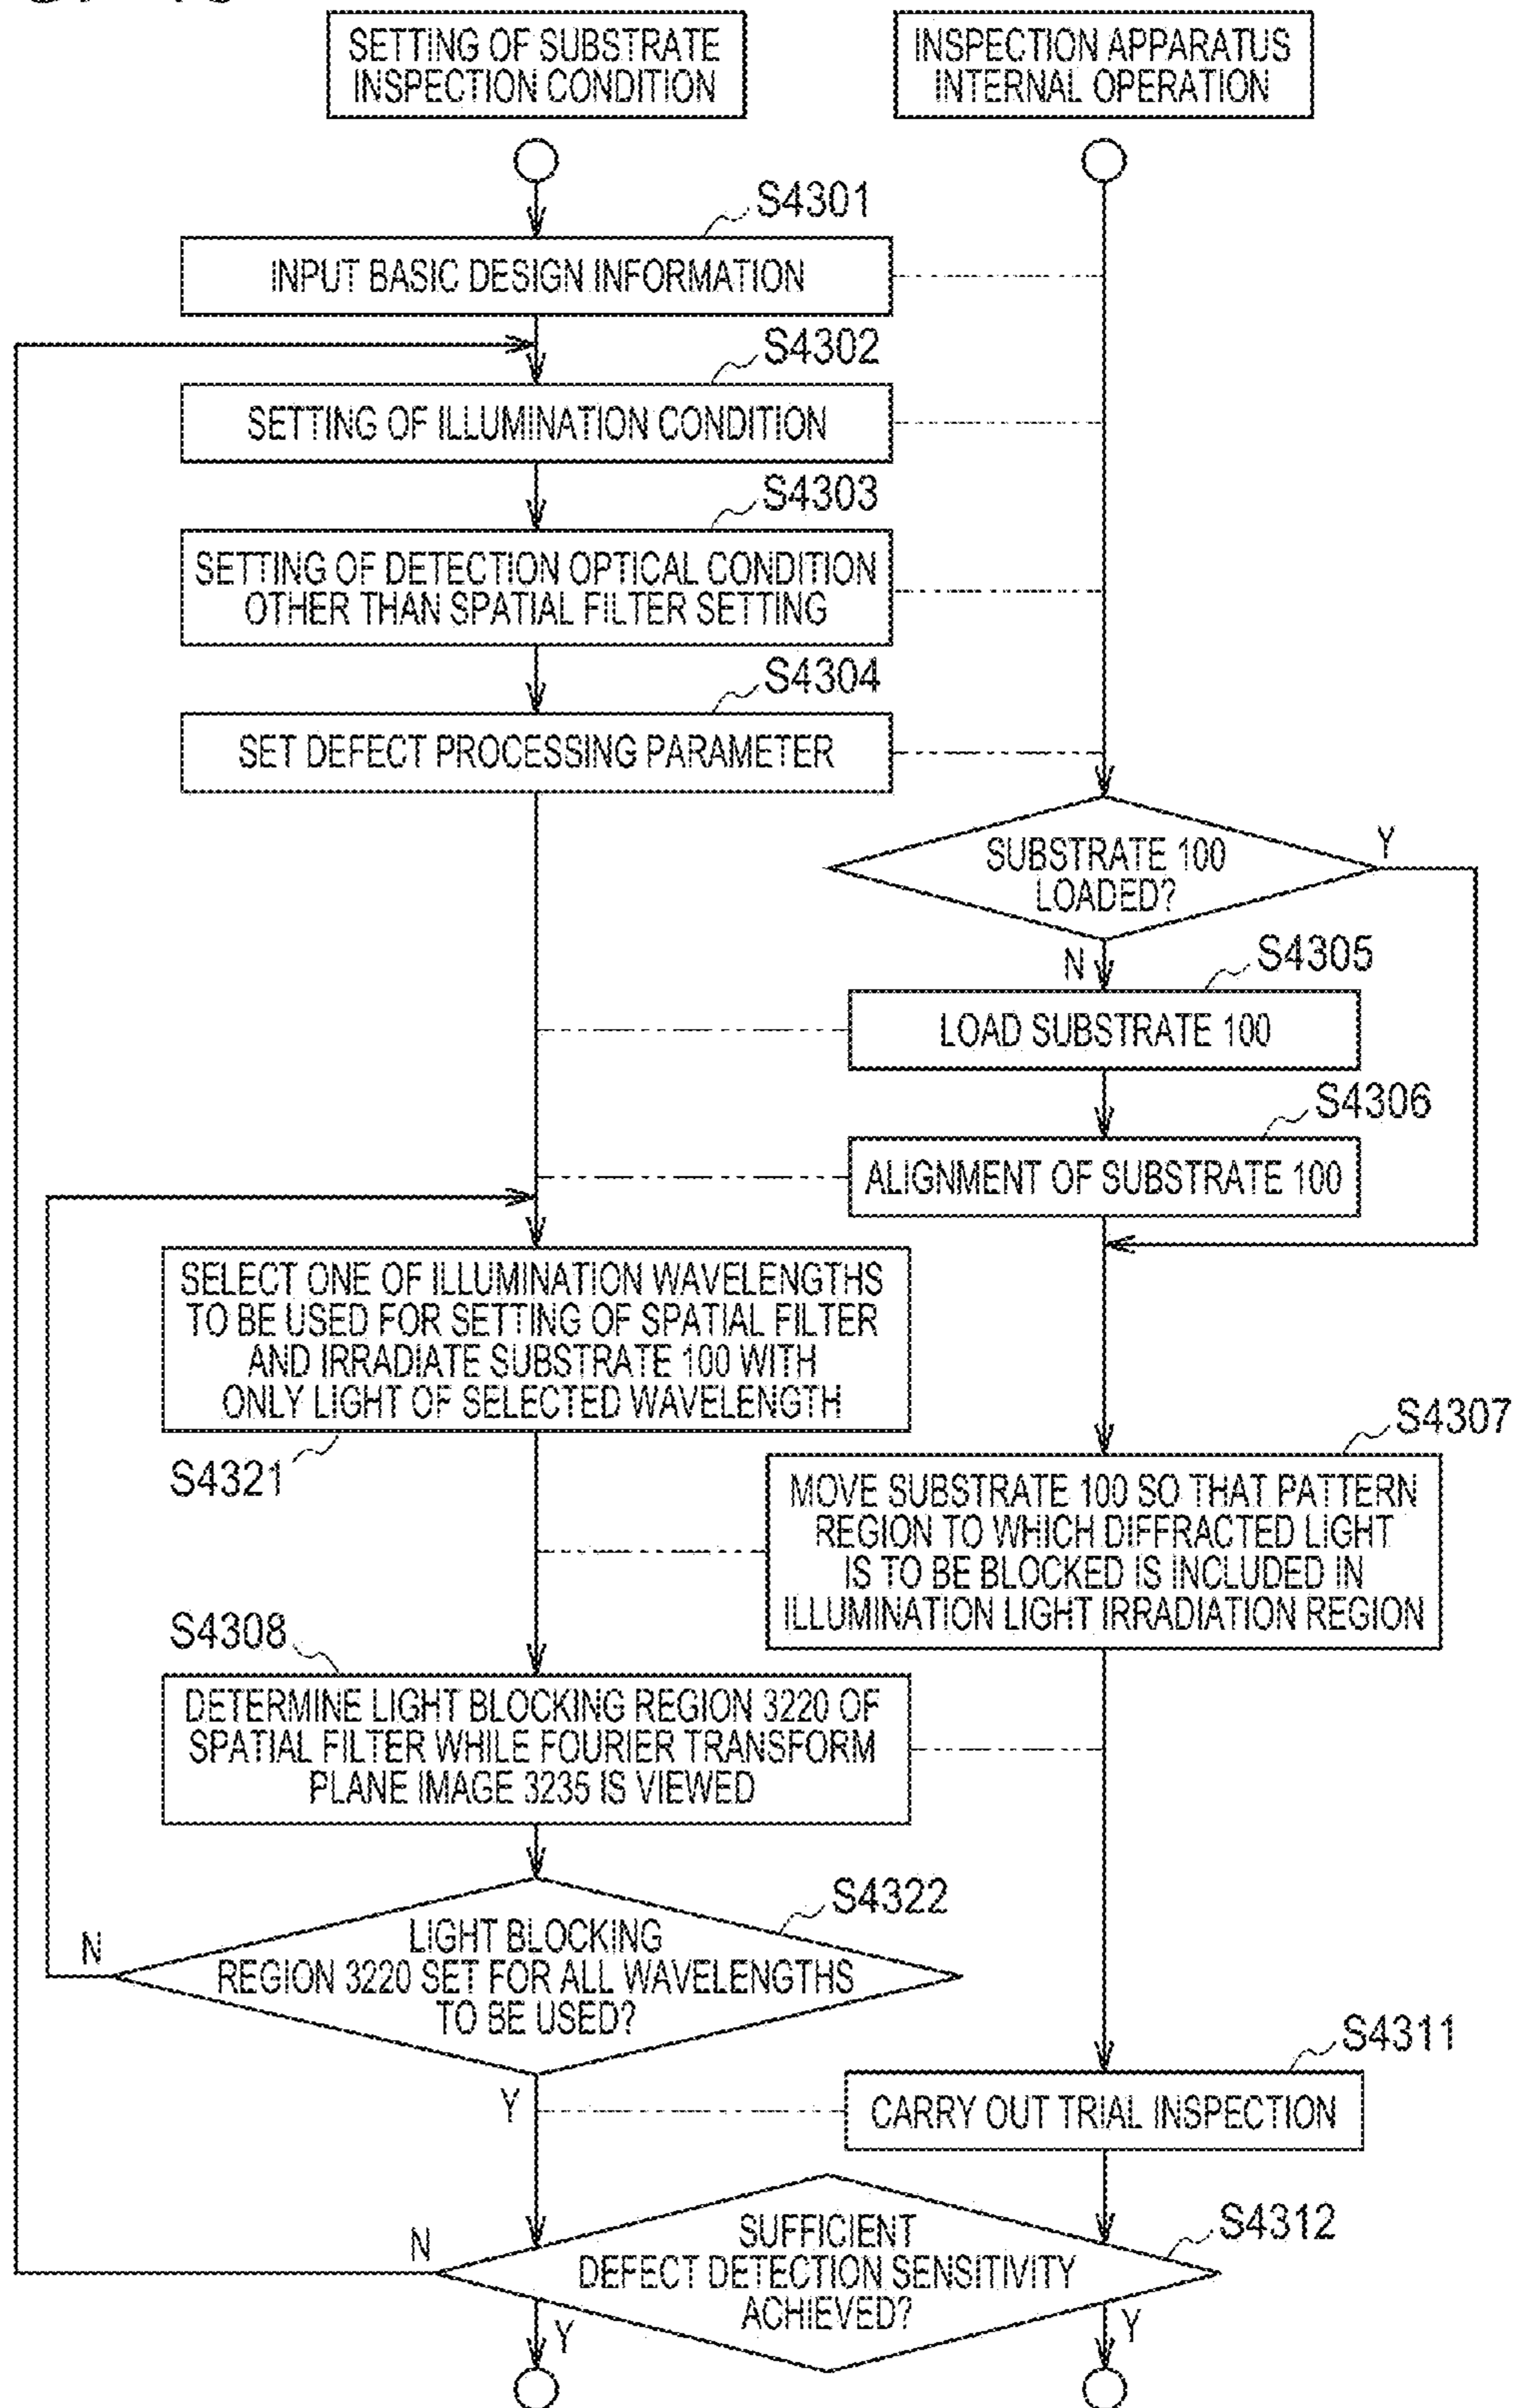 SETTING OF SUBSTRATE
INSPECTION CONDITION
INSPECTION APPARATUS
INTERNAL OPERATION
S4301
INPUT BASIC DESIGN INFORMATION
S4302
SETTING OF ILLUMINATION CONDITION
S4303
SETTING OF DETECTION OPTICAL CONDITION
OTHER THAN SPATIAL FILTER SETTING
S4304
SET DEFECT PROCESSING PARAMETER
SUBSTRATE 100
LOADED?
Y
N
S4305
LOAD SUBSTRATE 100
S4306
ALIGNMENT OF SUBSTRATE 100
SELECT ONE OF ILLUMINATION WAVELENGTHS
TO BE USED FOR SETTING OF SPATIAL FILTER
AND IRRADIATE SUBSTRATE 100 WITH
ONLY LIGHT OF SELECTED WAVELENGTH
S4321
S4307
MOVE SUBSTRATE 100 SO THAT PATTERN
REGION TO WHICH DIFFRACTED LIGHT
IS TO BE BLOCKED IS INCLUDED IN
ILLUMINATION LIGHT IRRADIATION REGION
S4308
DETERMINE LIGHT BLOCKING REGION 3220 OF
SPATIAL FILTER WHILE FOURIER TRANSFORM
PLANE IMAGE 3235 IS VIEWED
S4322
LIGHT BLOCKING
REGION 3220 SET FOR ALL WAVELENGTHS
TO BE USED?
N
Y
S4311
CARRY OUT TRIAL INSPECTION
S4312
SUFFICIENT
DEFECT DETECTION SENSITIVITY
ACHIEVED?
N
Y
Y